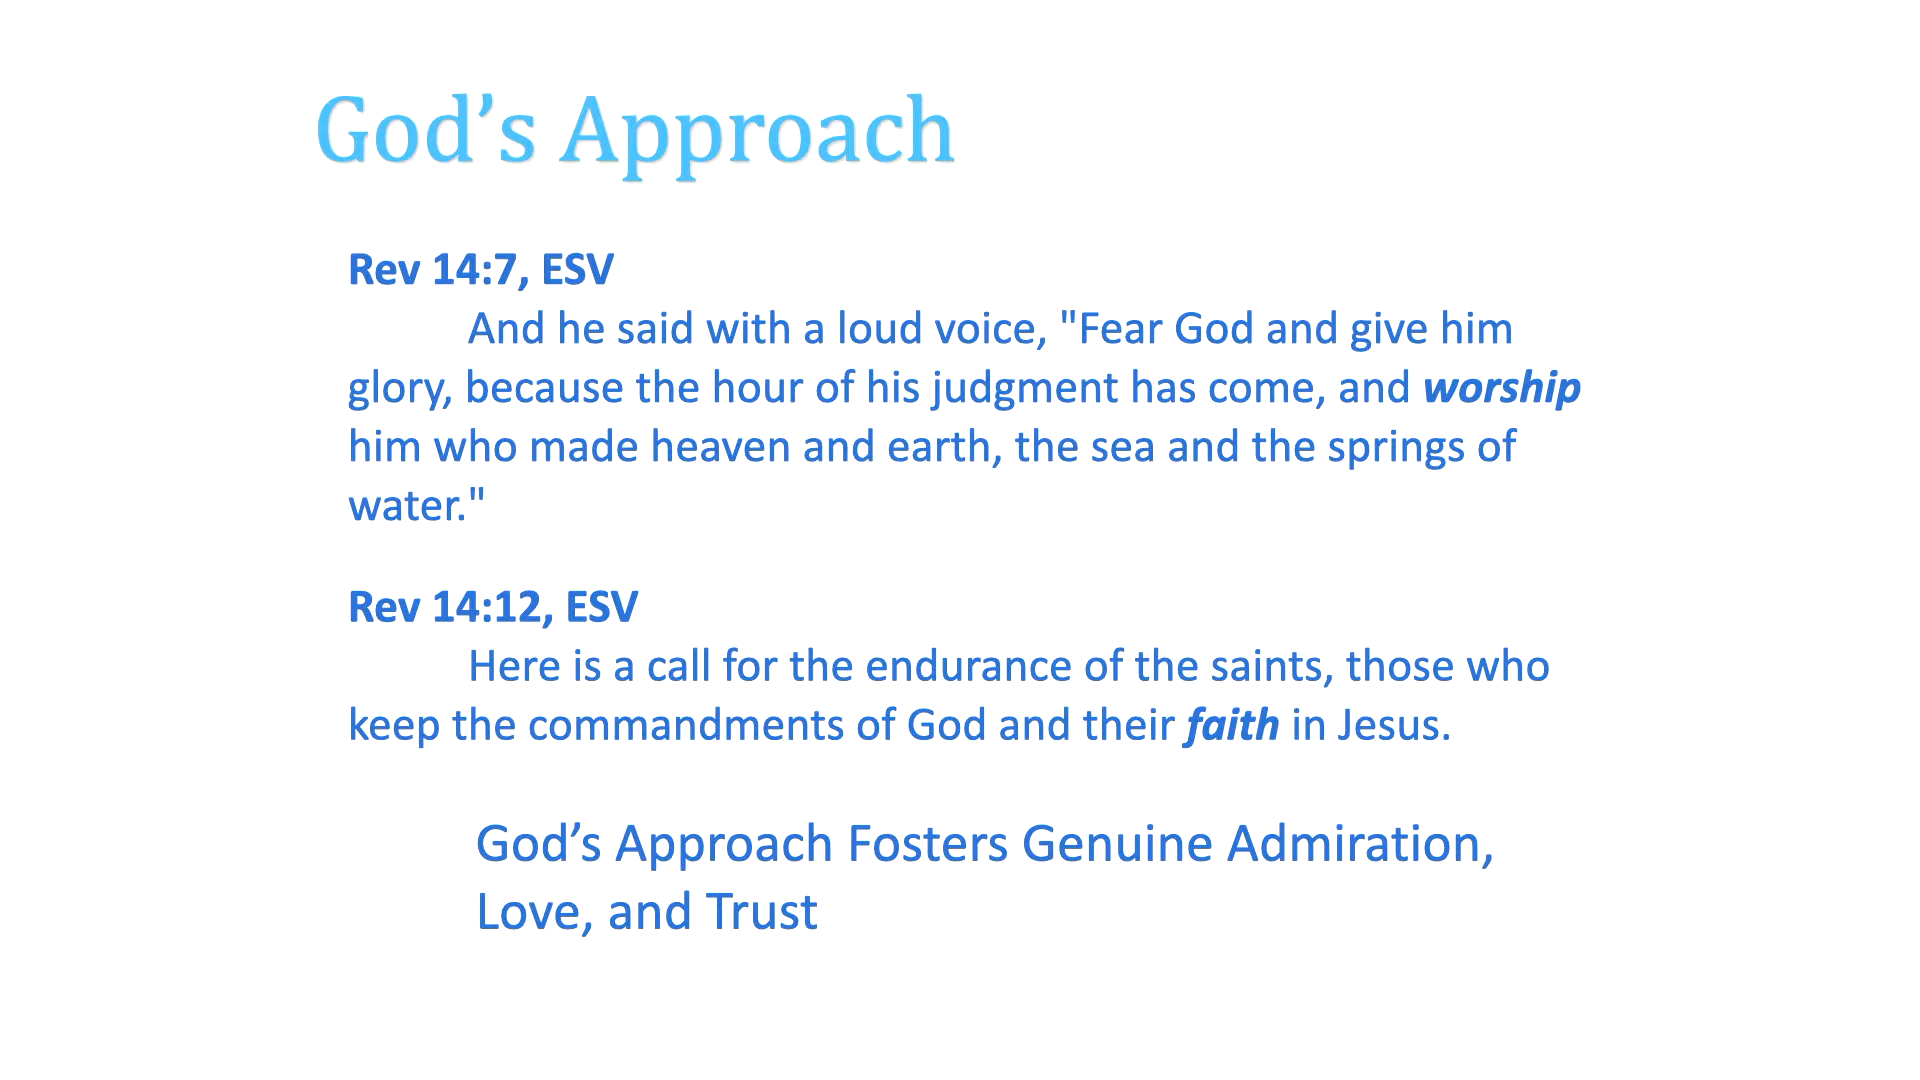 God’s Approach
Rev 14:7, ESV
And he said with a loud voice, "Fear God and give him
glory, because the hour of his judgment has come, and worship
him who made heaven and earth, the sea and the springs of
water."
Rev 14:12, ESV
Here is a call for the endurance of the saints, those who
keep the commandments of God and their faith in Jesus.
God’s Approach Fosters Genuine Admiration,
Love, and Trust